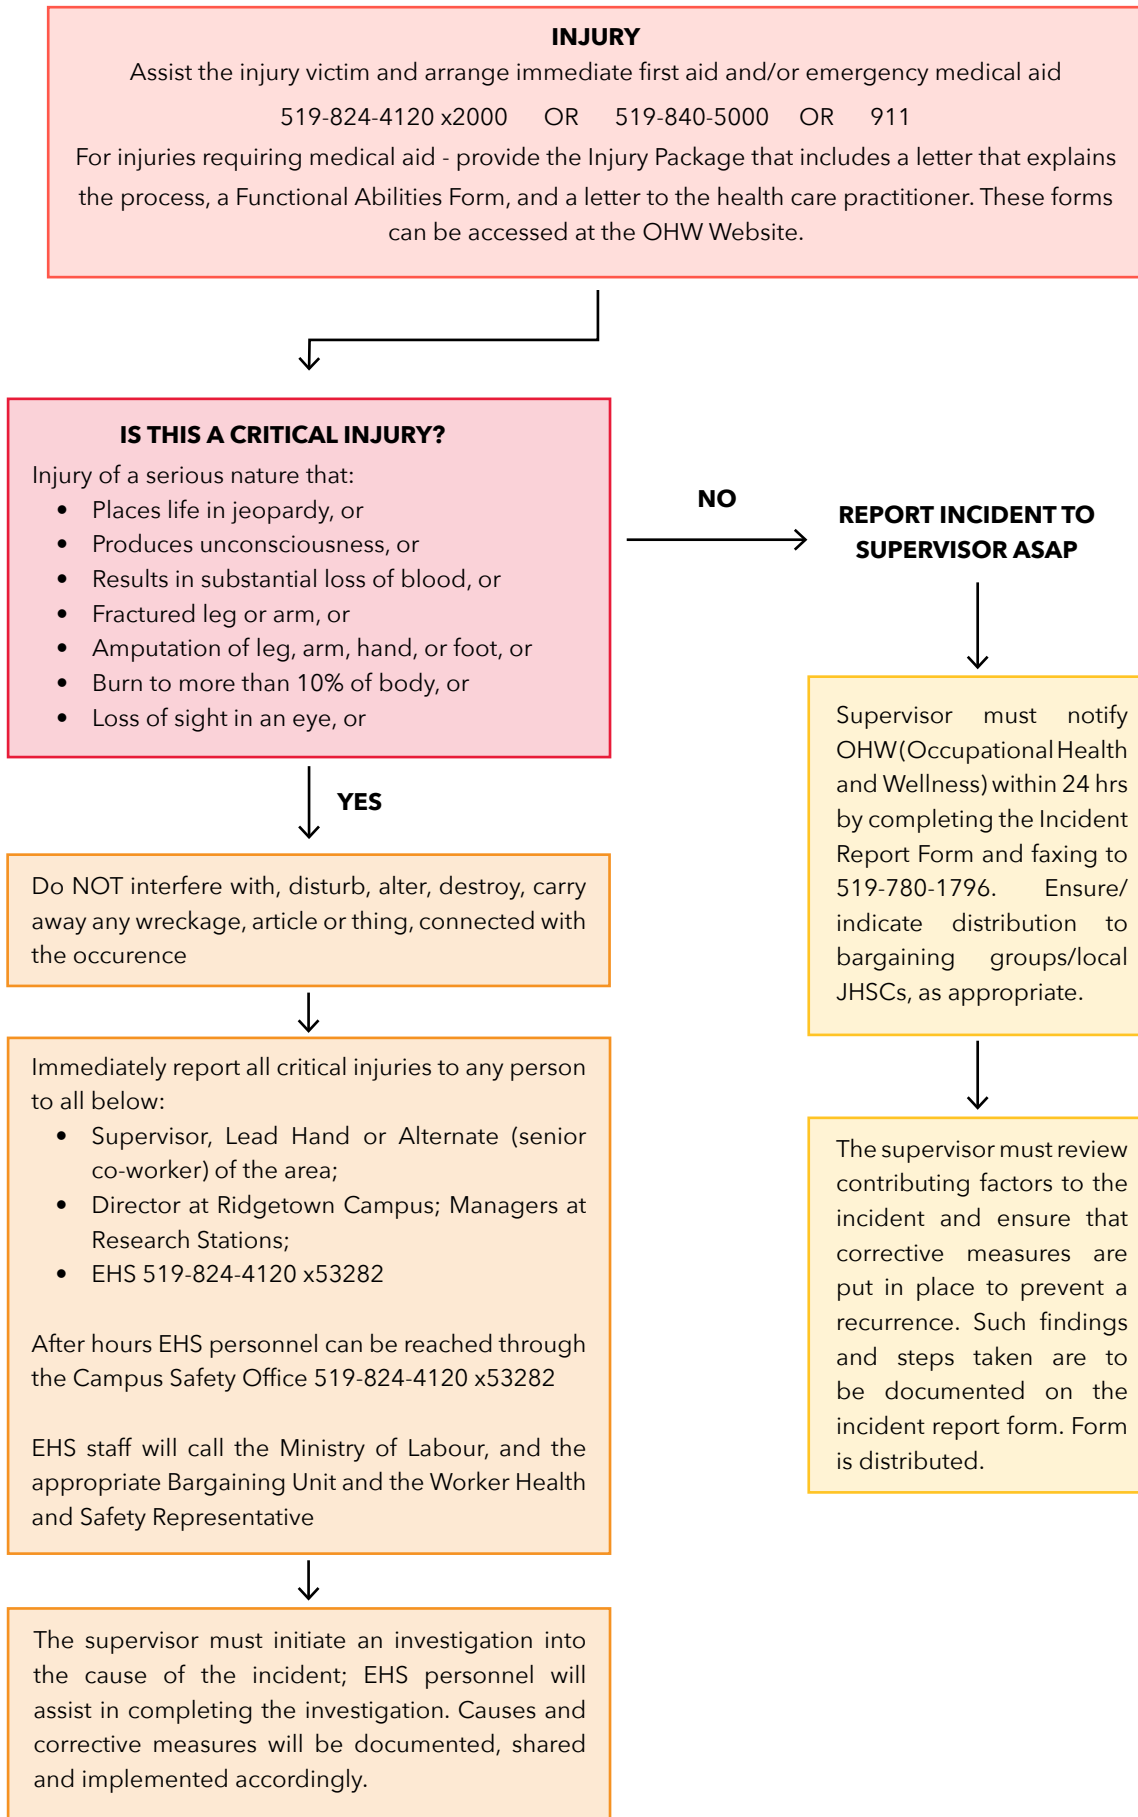 INJURY
Assist the injury victim and arrange immediate first aid and/or emergency medical aid
519-824-4120 x2000 OR 519-840-5000 OR 911
For injuries requiring medical aid - provide the Injury Package that includes a letter that explains
the process, a Functional Abilities Form, and a letter to the health care practitioner. These forms
can be accessed at the OHW Website.
IS THIS A CRITICAL INJURY?
Injury of a serious nature that:
• Places life in jeopardy, or
• Produces unconsciousness, or
• Results in substantial loss of blood, or
• Fractured leg or arm, or
• Amputation of leg, arm, hand, or foot, or
• Burn to more than 10% of body, or
• Loss of sight in an eye, or
NO
REPORT INCIDENT TO
SUPERVISOR ASAP
Supervisor must notify
OHW (Occupational Health
and Wellness) within 24 hrs
by completing the Incident
Report Form and faxing to
519-780-1796. Ensure/
indicate distribution to
bargaining groups/local
JHSCs, as appropriate.
The supervisor must review
contributing factors to the
incident and ensure that
corrective measures are
put in place to prevent a
recurrence. Such findings
and steps taken are to
be documented on the
incident report form. Form
is distributed.
YES
Do NOT interfere with, disturb, alter, destroy, carry
away any wreckage, article or thing, connected with
the occurence
Immediately report all critical injuries to any person
to all below:
• Supervisor, Lead Hand or Alternate (senior
co-worker) of the area;
• Director at Ridgetown Campus; Managers at
Research Stations;
• EHS 519-824-4120 x53282
After hours EHS personnel can be reached through
the Campus Safety Office 519-824-4120 x53282
EHS staff will call the Ministry of Labour, and the
appropriate Bargaining Unit and the Worker Health
and Safety Representative
The supervisor must initiate an investigation into
the cause of the incident; EHS personnel will
assist in completing the investigation. Causes and
corrective measures will be documented, shared
and implemented accordingly.